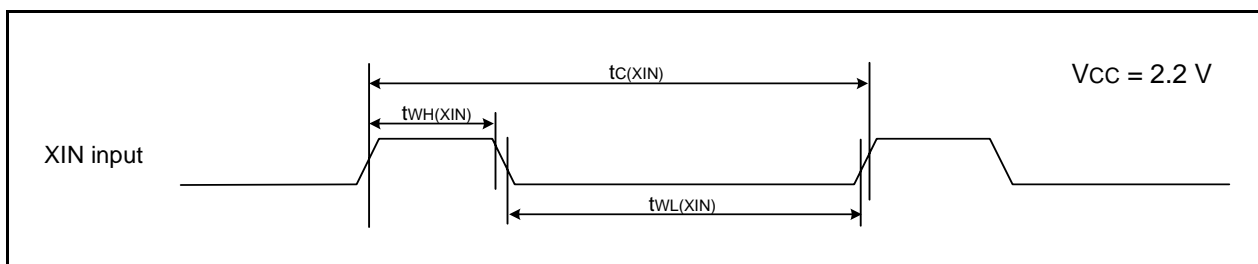 tC(XIN)
VCC = 2.2 V
tWH(XIN)
XIN input
tWL(XIN)